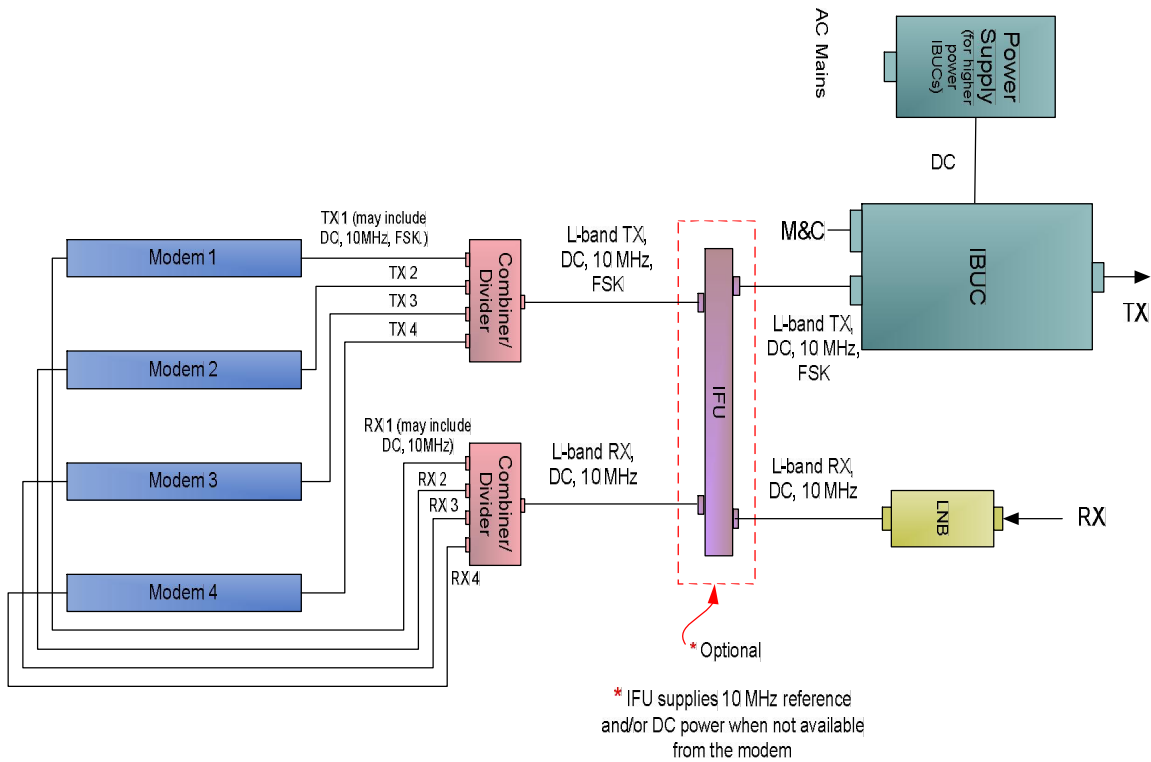 AC Mains
Power
Supply
(for higher
power
IBUCs)
DC
TX 1 (may include
DC, 10MHz, FSK.)
TX 2
TX 3
TX 4
Modem 1
Modem 2
Modem 3
Modem 4
Combiner/
Divider
L-band TX,
DC, 10 MHz,
FSK
M&C
IBUC
TX
L-band TX,
DC, 10 MHz,
FSK
IFU
RX 1 (may include
DC, 10MHz)
RX 2
RX 3
RX 4
Combiner/
Divider
L-band RX,
DC, 10 MHz
L-band RX,
DC, 10 MHz
LNB
RX
* Optional
* IFU supplies 10 MHz reference
and/or DC power when not available
from the modem